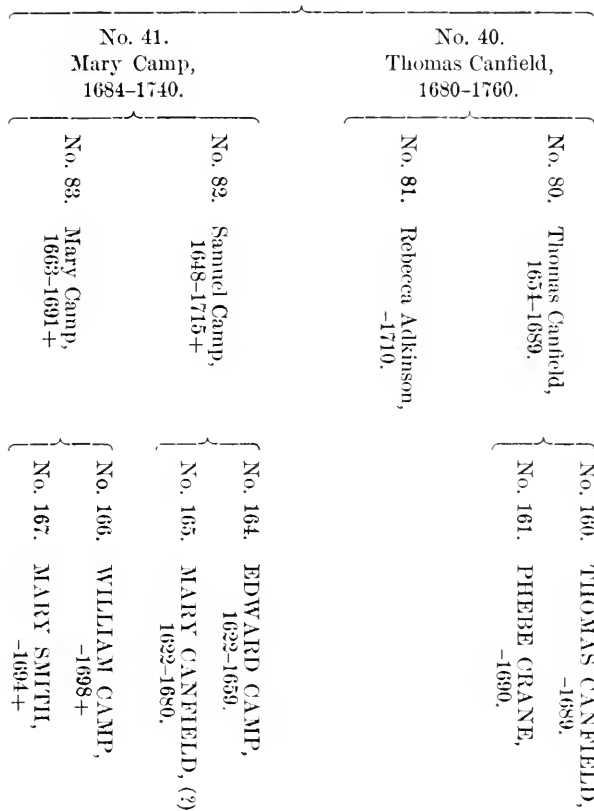 No. 41.
Mary Camp,
1684–1740.
No. 40.
Thomas Canfield,
1680–1760.
No. 83. Mary Camp,
1663–1691+
No. 82. Samuel Camp,
1648–1715+
No. 81. Rebecca Adkinson,
-1710.
No. 80. Thomas Canfield,
1654–1689.
No. 167. MARY SMITH,
-1694+
No. 166. WILLIAM CAMP,
-1698+
No. 165. MARY CANFIELD, (?)
1622–1680.
No. 164. EDWARD CAMP,
1622–1659.
No. 161. PHEBE CRANE,
-1690.
No. 160. THOMAS CANFIELD,
-1689.